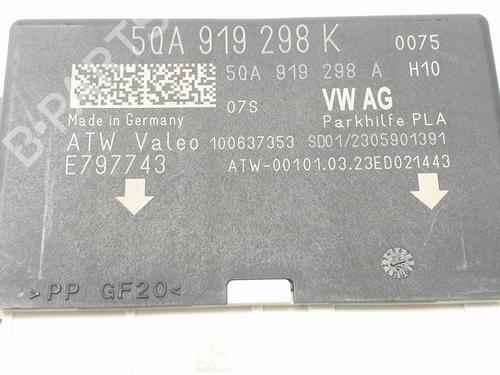 5QA 919 298 K 0075
5QA 919 298 A H10
07S VW AG
Made in Germany Parkhilfe PLA
ATW Valeo 100637353 SD01/2305901391
E797743 ATW-00101.03.23ED021443
>PP GF20<
B-PARTS